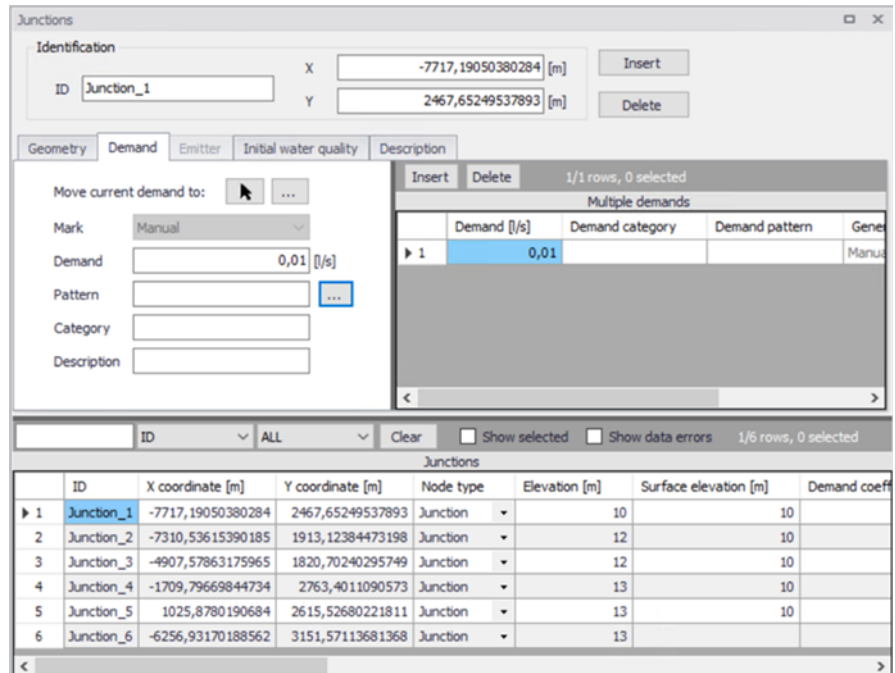 Junctions
Identification
X -7717,19050380284 [m] Insert
ID Junction_1
Y 2467,65249537893 [m] Delete
Geometry Demand Emitter Initial water quality Description
Move current demand to: ...
Mark Manual
Demand 0,01 [l/s]
Pattern ...
Category
Description
Insert Delete 1/1 rows, 0 selected
Multiple demands
Demand [l/s] Demand category Demand pattern Gene
1 0,01 Manua
ID ALL Clear Show selected Show data errors 1/6 rows, 0 selected
Junctions
ID X coordinate [m] Y coordinate [m] Node type Elevation [m] Surface elevation [m] Demand coeff
1 Junction_1 -7717,19050380284 2467,65249537893 Junction 10 10
2 Junction_2 -7310,53615390185 1913,12384473198 Junction 12 10
3 Junction_3 -4907,57863175965 1820,70240295749 Junction 12 10
4 Junction_4 -1709,79669844734 2763,4011090573 Junction 13 10
5 Junction_5 1025,8780190684 2615,52680221811 Junction 13 10
6 Junction_6 -6256,93170188562 3151,57113681368 Junction 13